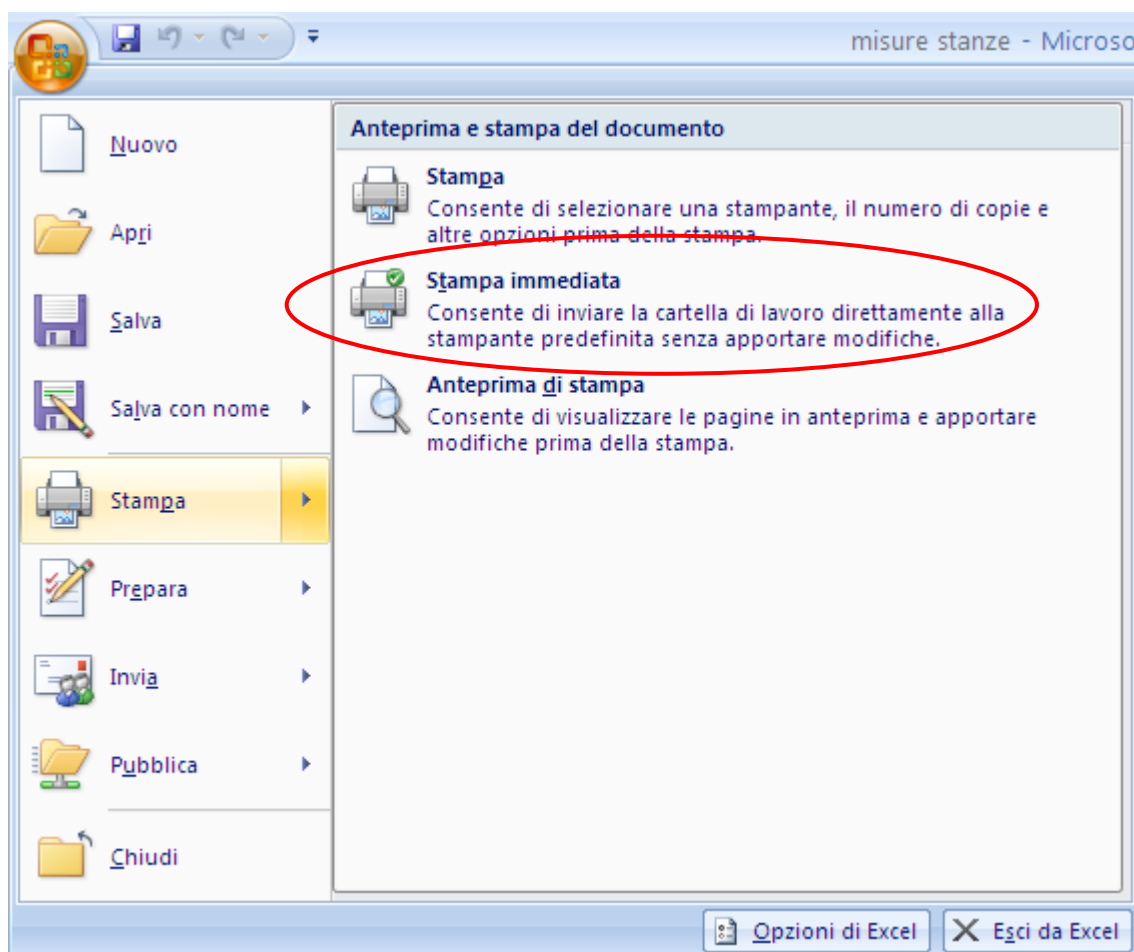 misure stanze - Microso
Nuovo
Apri
Salva
Salva con nome
Stampa
Prepara
Invia
Pubblica
Chiudi
Anteprima e stampa del documento
Stampa
Consente di selezionare una stampante, il numero di copie e
altre opzioni prima della stampa.
Stampa immediata
Consente di inviare la cartella di lavoro direttamente alla
stampante predefinita senza apportare modifiche.
Anteprima di stampa
Consente di visualizzare le pagine in anteprima e apportare
modifiche prima della stampa.
Opzioni di Excel
Esci da Excel